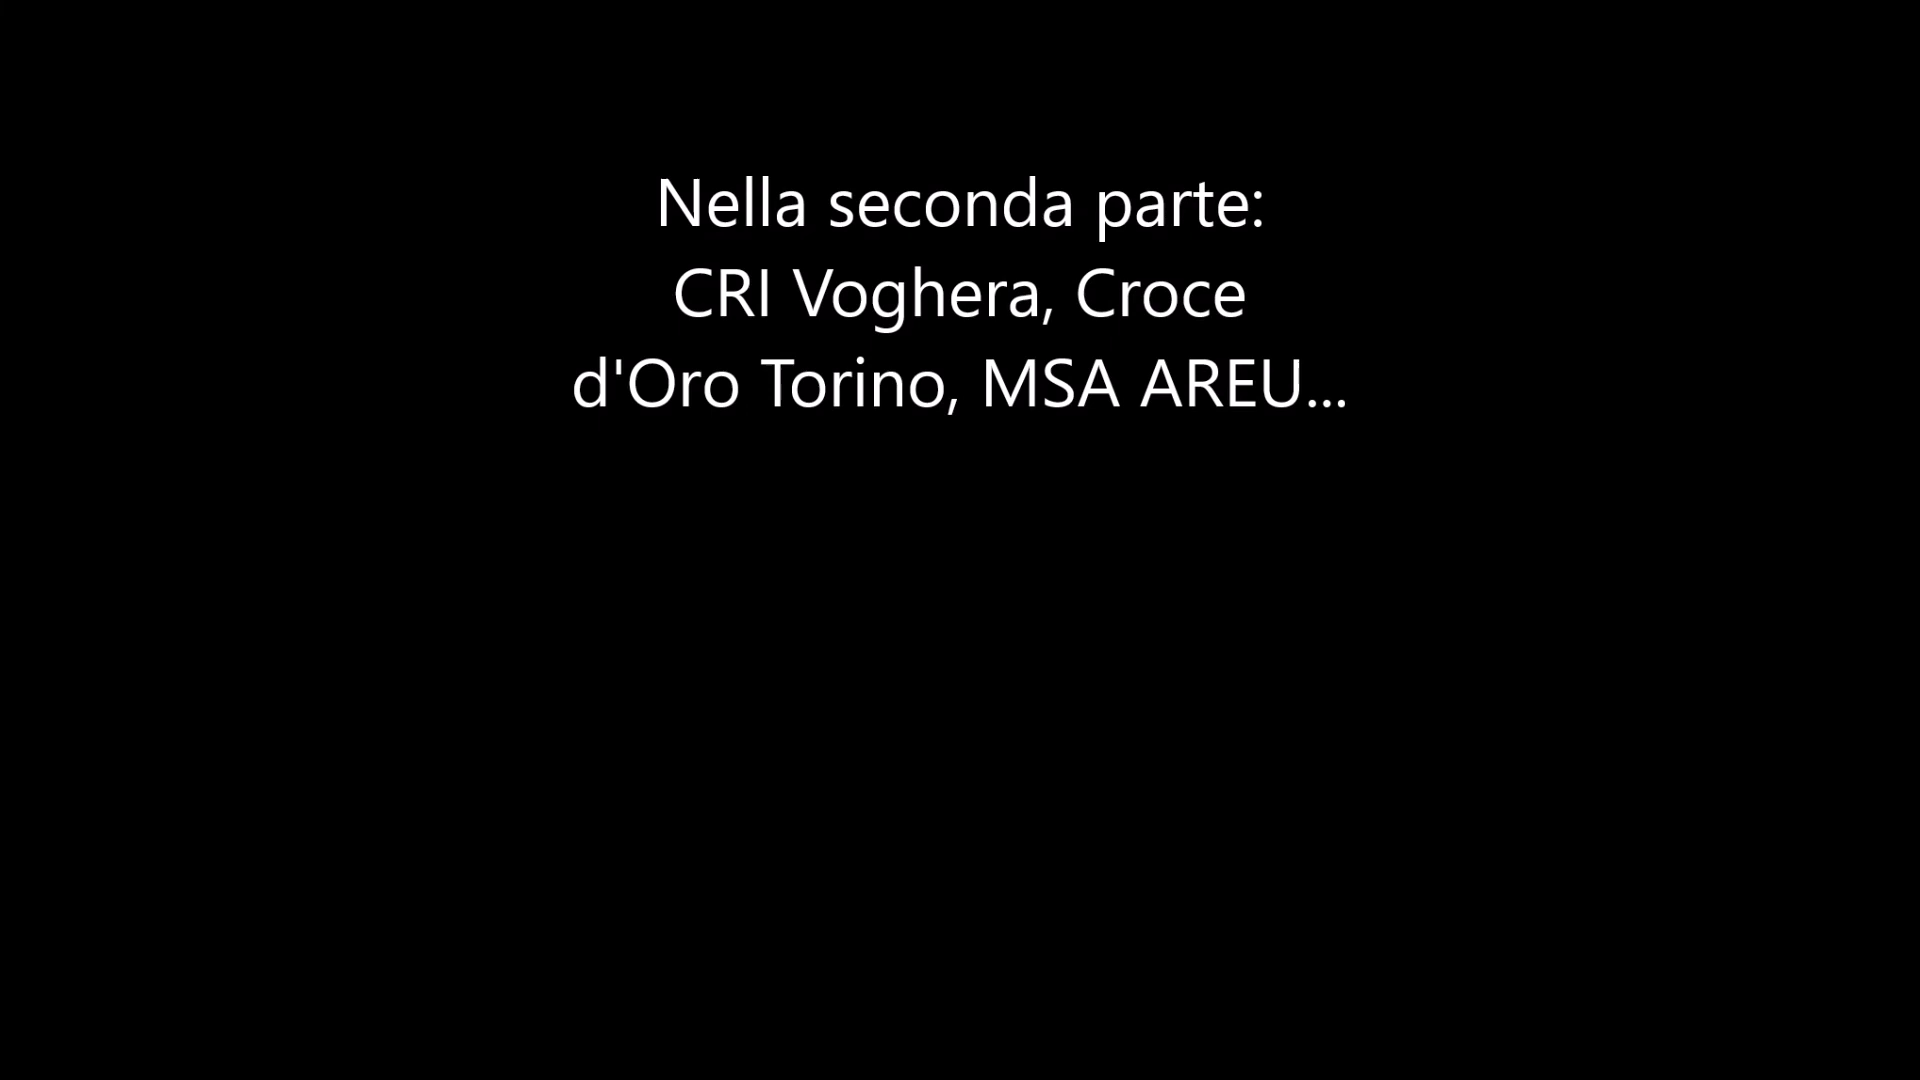 Nella seconda parte:
CRI Voghera, Croce
d'Oro Torino, MSA AREU...